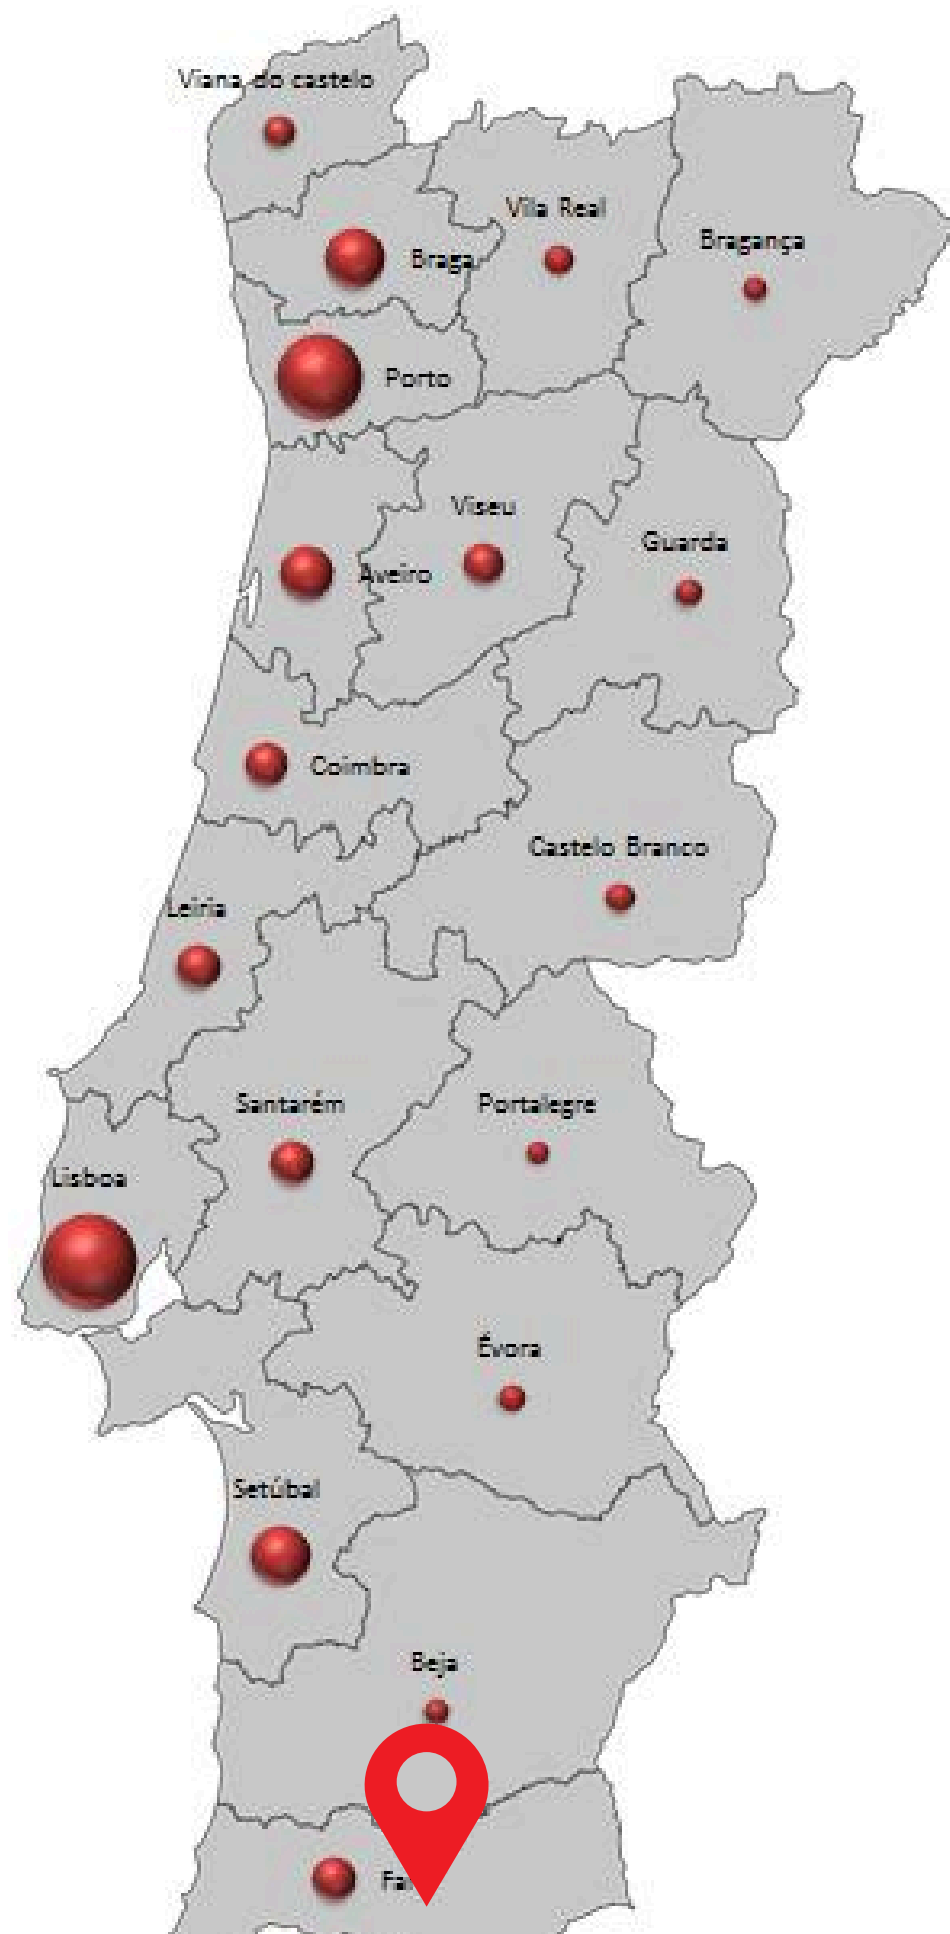 Viana do castelo
Vila Real
Bragança
Braga
Porto
Viseu
Guarda
Aveiro
Coimbra
Castelo Branco
Leiria
Santarém
Portalegre
Lisboa
Évora
Setúbal
Beja